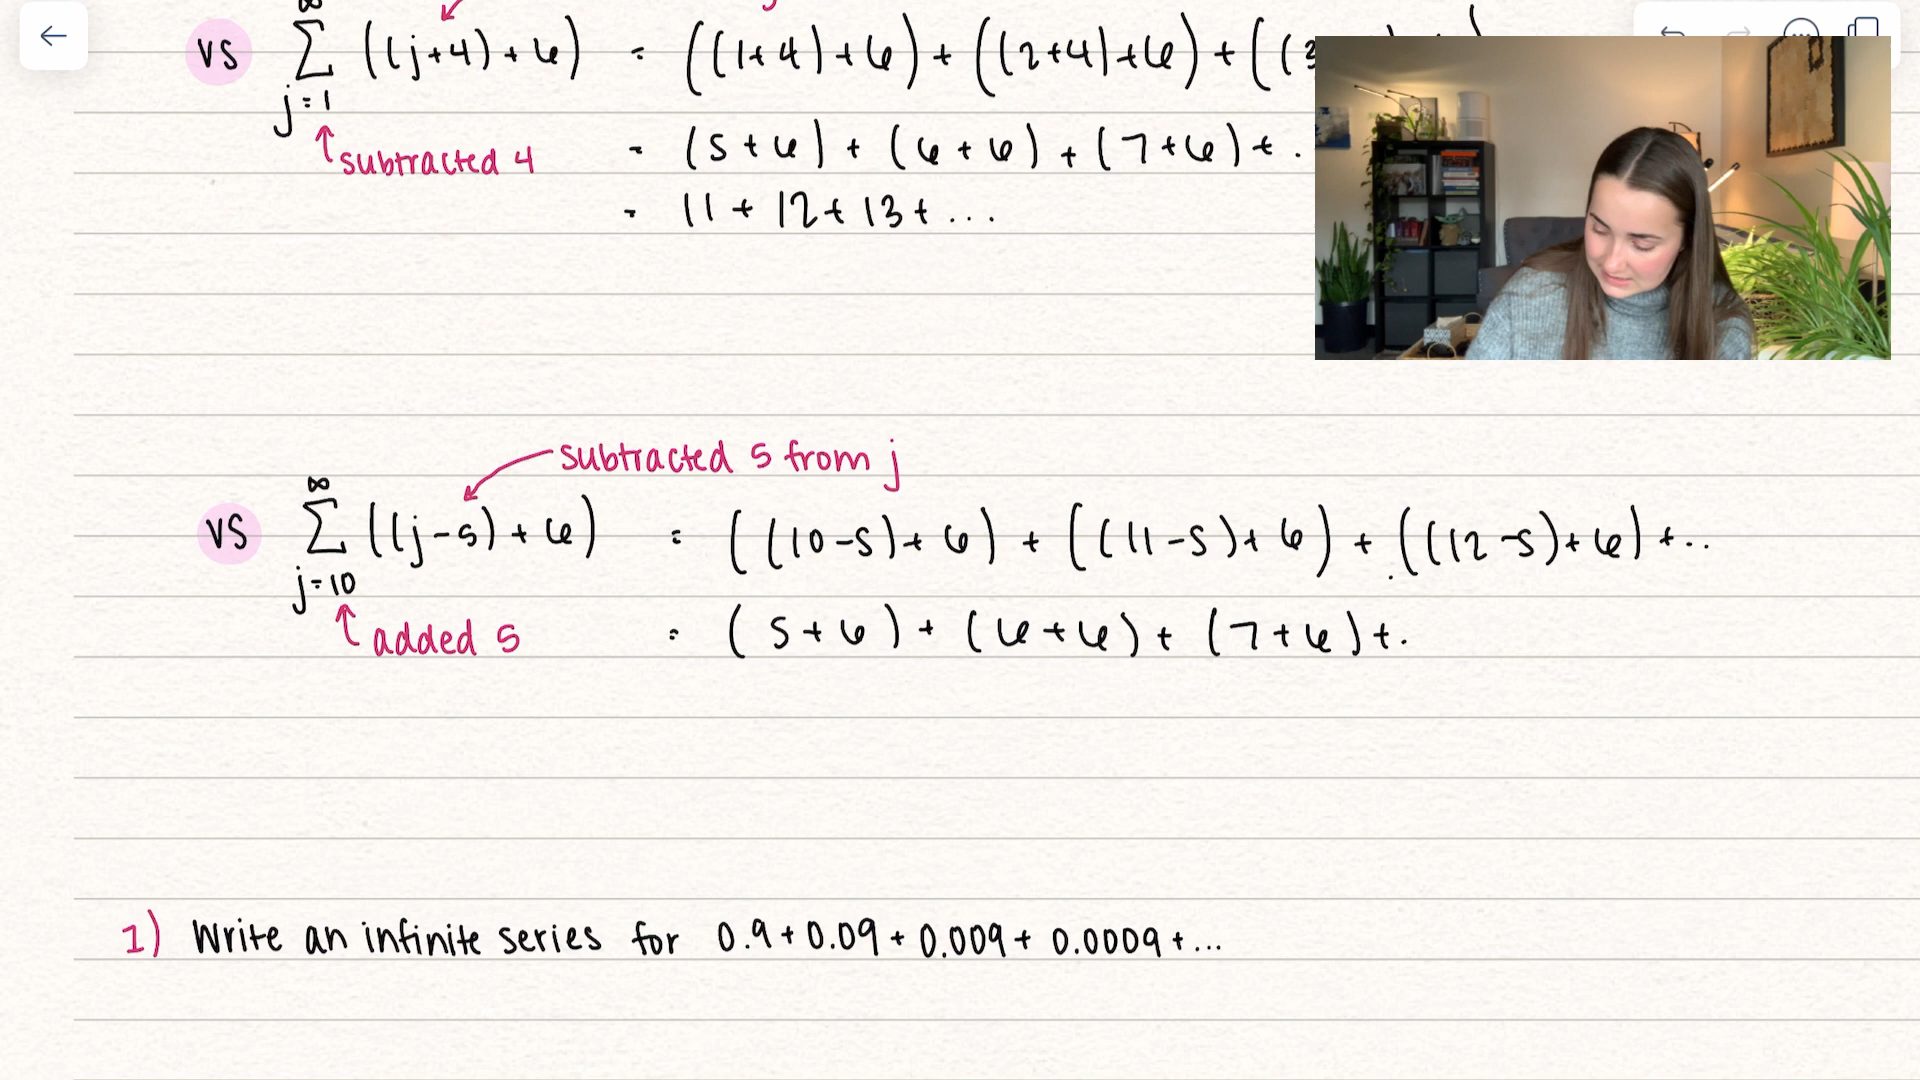 vs ∞ Σ j=1 ((j+4)+6) = ((1+4)+6) + ((2+4)+6) + ((3
↑ subtracted 4
= (5+6) + (6+6) + (7+6) + .
= 11 + 12 + 13 + ...
subtracted 5 from j
vs ∞ Σ j=10 ((j-5)+6) = ((10-5)+6) + ((11-5)+6) + ((12-5)+6) + ..
↑ added 5
= (5+6) + (6+6) + (7+6) + .
1) Write an infinite series for 0.9 + 0.09 + 0.009 + 0.0009 + ...